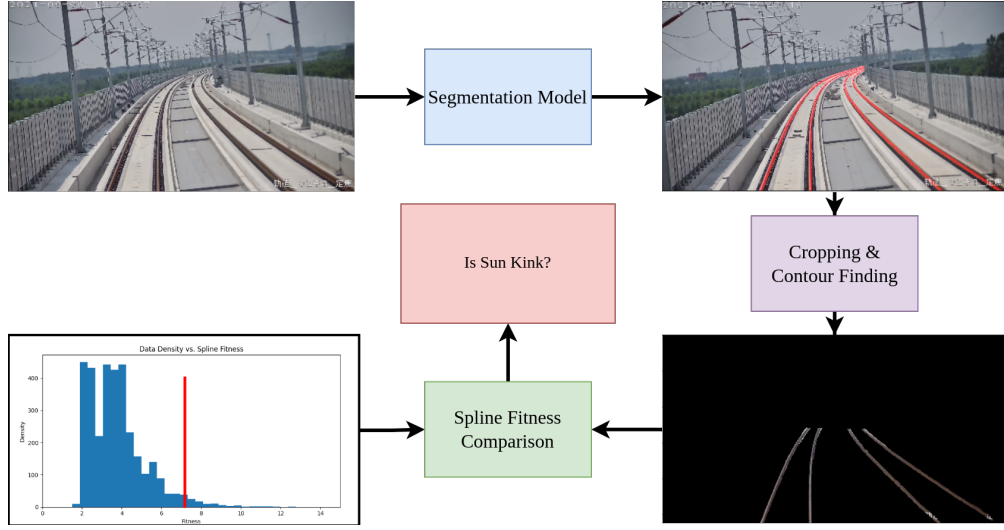 Segmentation Model
Is Sun Kink?
Cropping &
Contour Finding
Data Density vs. Spline Fitness
400
300
200
100
0
Density
0
2
4
6
8
10
12
14
Fitness
Spline Fitness
Comparison